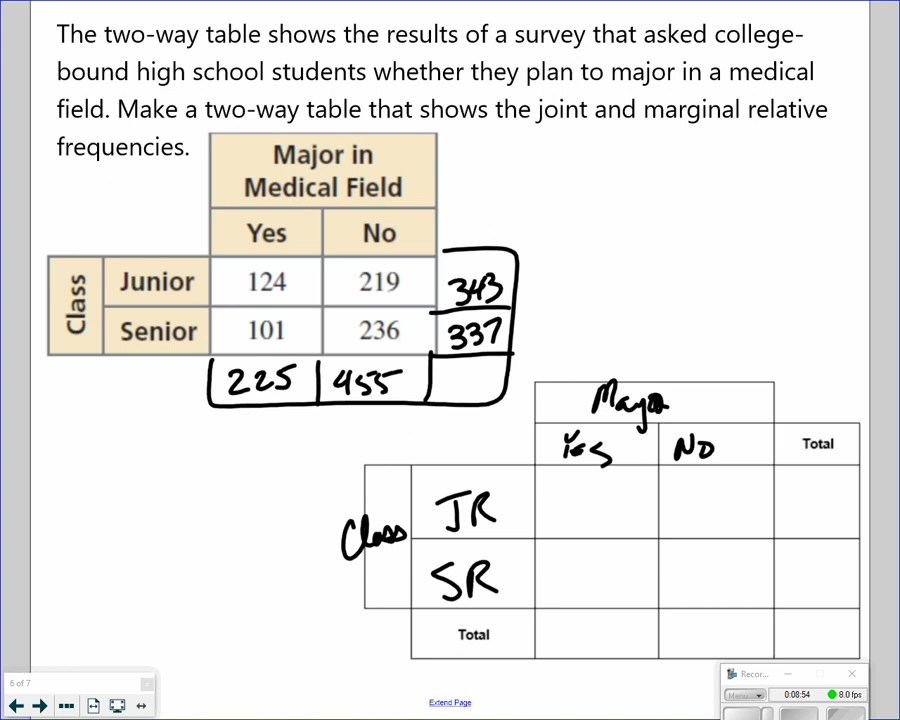 The two-way table shows the results of a survey that asked college-
bound high school students whether they plan to major in a medical
field. Make a two-way table that shows the joint and marginal relative
frequencies.
Major in
Medical Field
Yes No
Class
Junior 124 219 343
Senior 101 236 337
225 455
Major
Yes NO Total
Class
JR
SR
Total
6 of 7
Extend Page
Recor...
Menu
0:08:54 8.0 fps